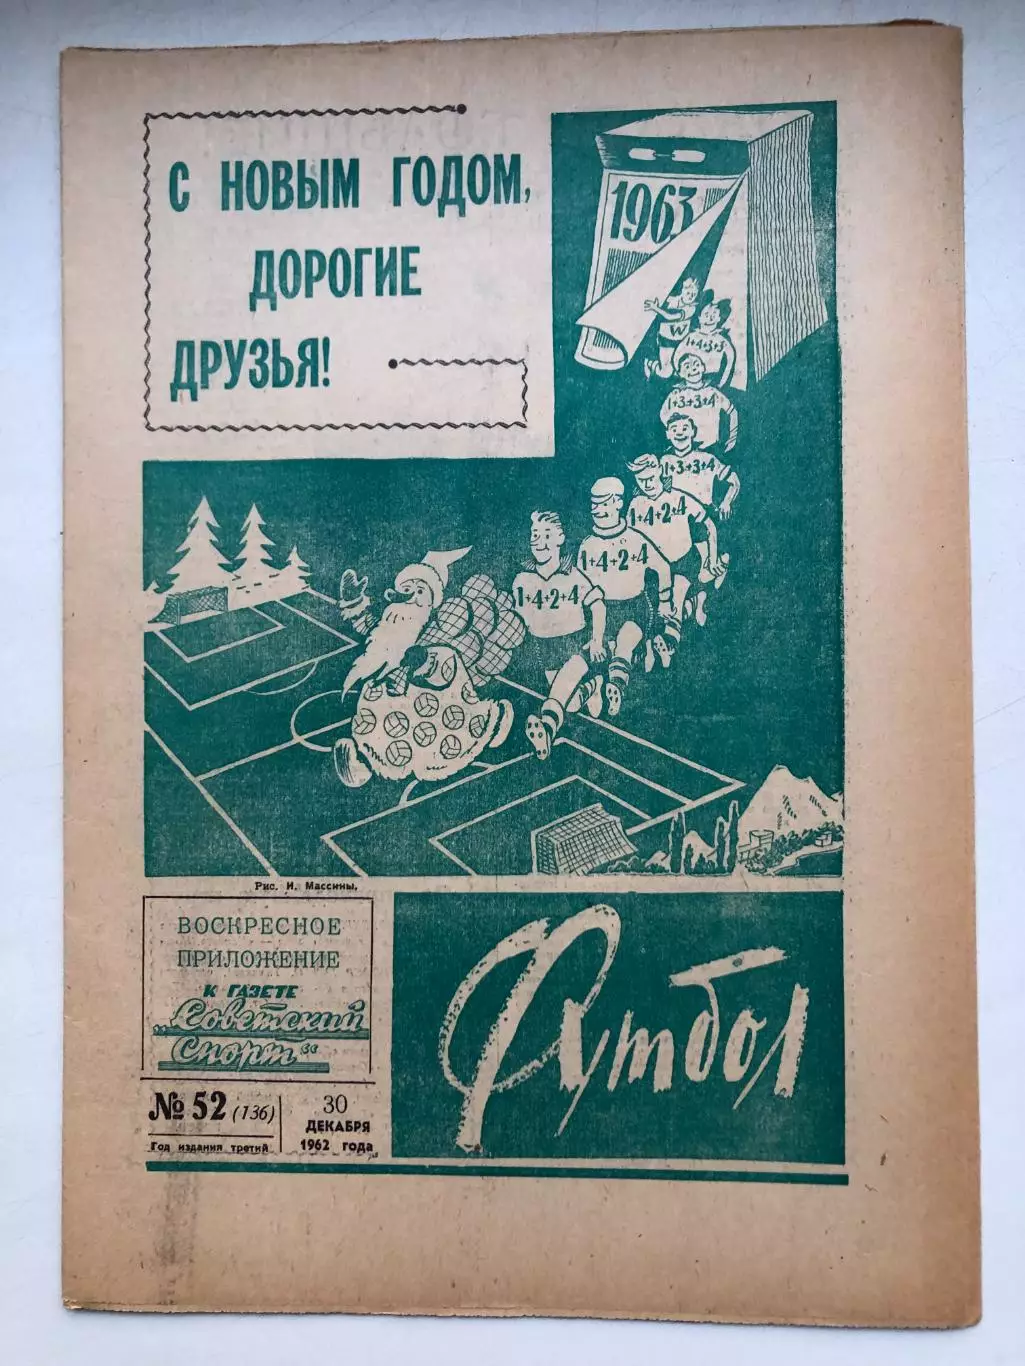 С НОВЫМ ГОДОМ,
ДОРОГИЕ
ДРУЗЬЯ!
1963
W
1+4+3+3
1+3+3+4
1+3+3+4
1+4+2+4
1+4+2+4
1+4+2+4
Рис. И. Массины.
ВОСКРЕСНОЕ
ПРИЛОЖЕНИЕ
К ГАЗЕТЕ
„Советский
Спорт“
№ 52 (136)
Год издания третий
30
ДЕКАБРЯ
1962 года
Футбол